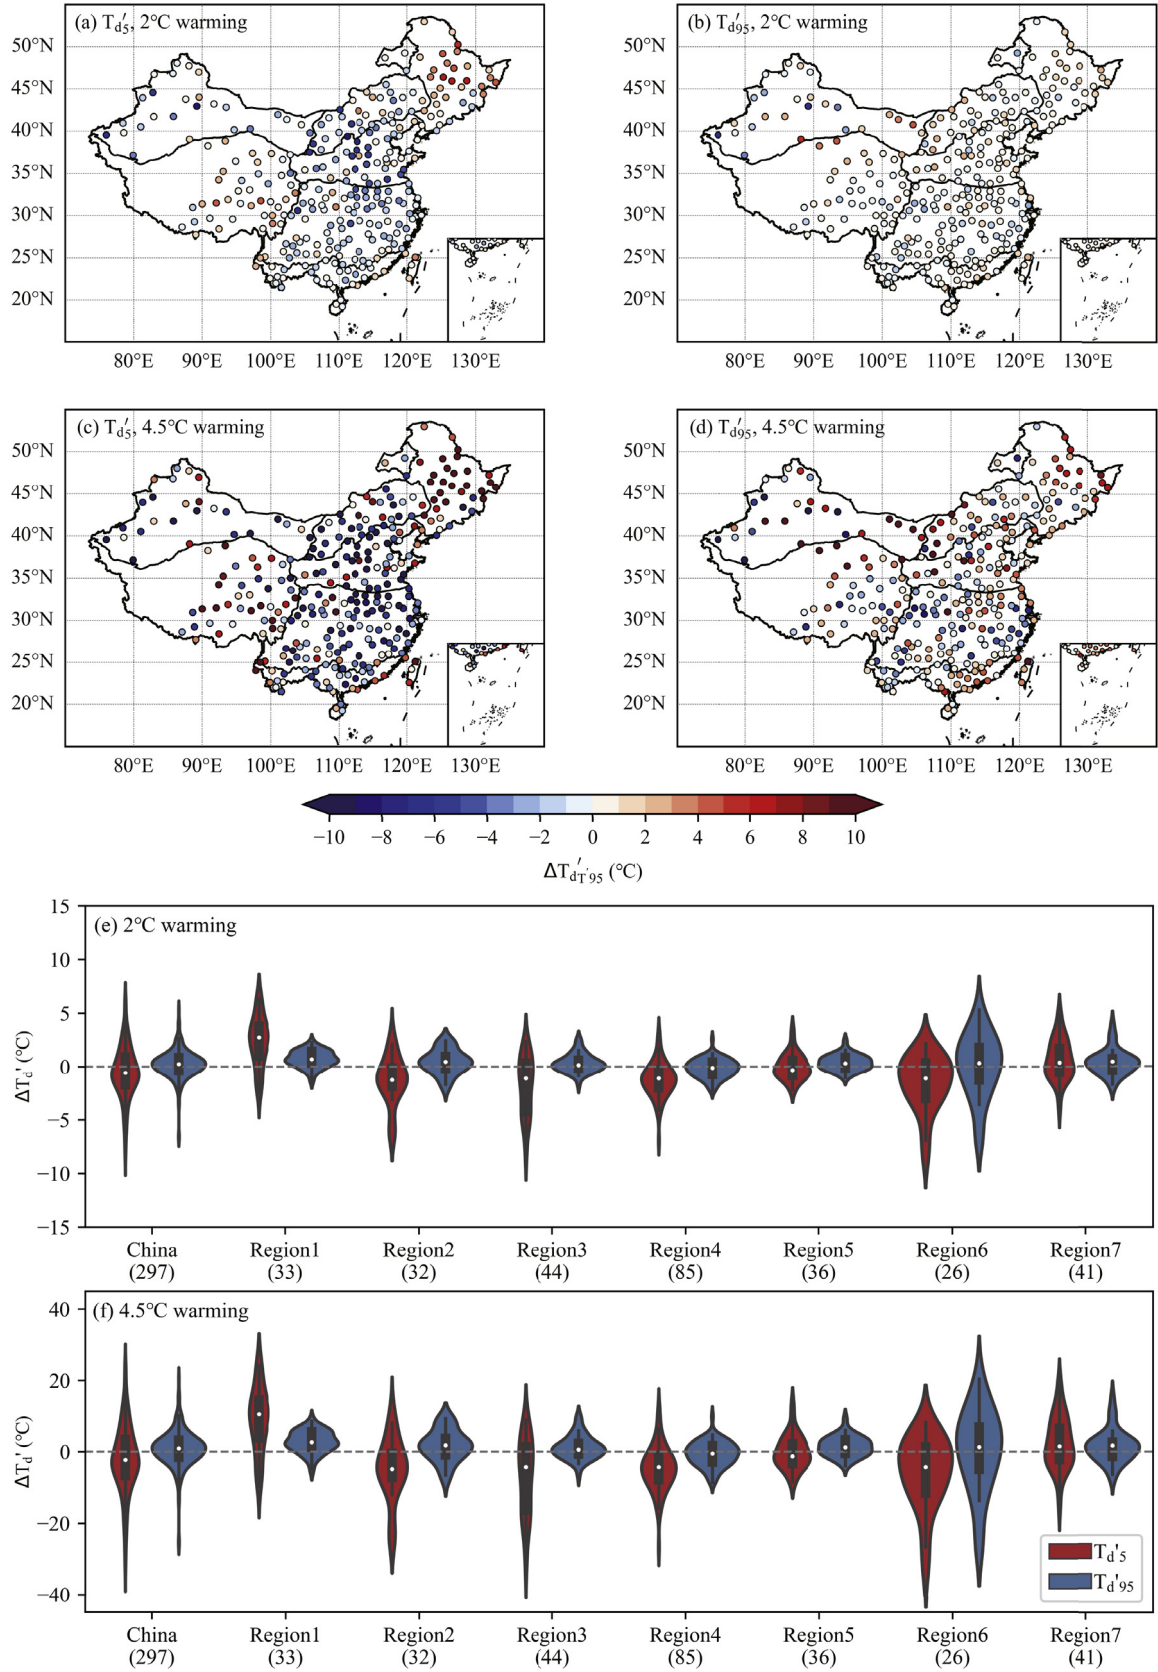 (a) Td5′, 2°C warming
(b) Td95′, 2°C warming
50°N
45°N
40°N
35°N
30°N
25°N
20°N
50°N
45°N
40°N
35°N
30°N
25°N
20°N
80°E 90°E 100°E 110°E 120°E 130°E
80°E 90°E 100°E 110°E 120°E 130°E
(c) Td5′, 4.5°C warming
(d) Td95′, 4.5°C warming
50°N
45°N
40°N
35°N
30°N
25°N
20°N
50°N
45°N
40°N
35°N
30°N
25°N
20°N
80°E 90°E 100°E 110°E 120°E 130°E
80°E 90°E 100°E 110°E 120°E 130°E
−10 −8 −6 −4 −2 0 2 4 6 8 10
ΔTd′T′95 (°C)
(e) 2°C warming
ΔTd' (°C)
15
10
5
0
−5
−10
−15
China Region1 Region2 Region3 Region4 Region5 Region6 Region7
(297) (33) (32) (44) (85) (36) (26) (41)
(f) 4.5°C warming
ΔTd' (°C)
40
20
0
−20
−40
Td'5
Td'95
China Region1 Region2 Region3 Region4 Region5 Region6 Region7
(297) (33) (32) (44) (85) (36) (26) (41)